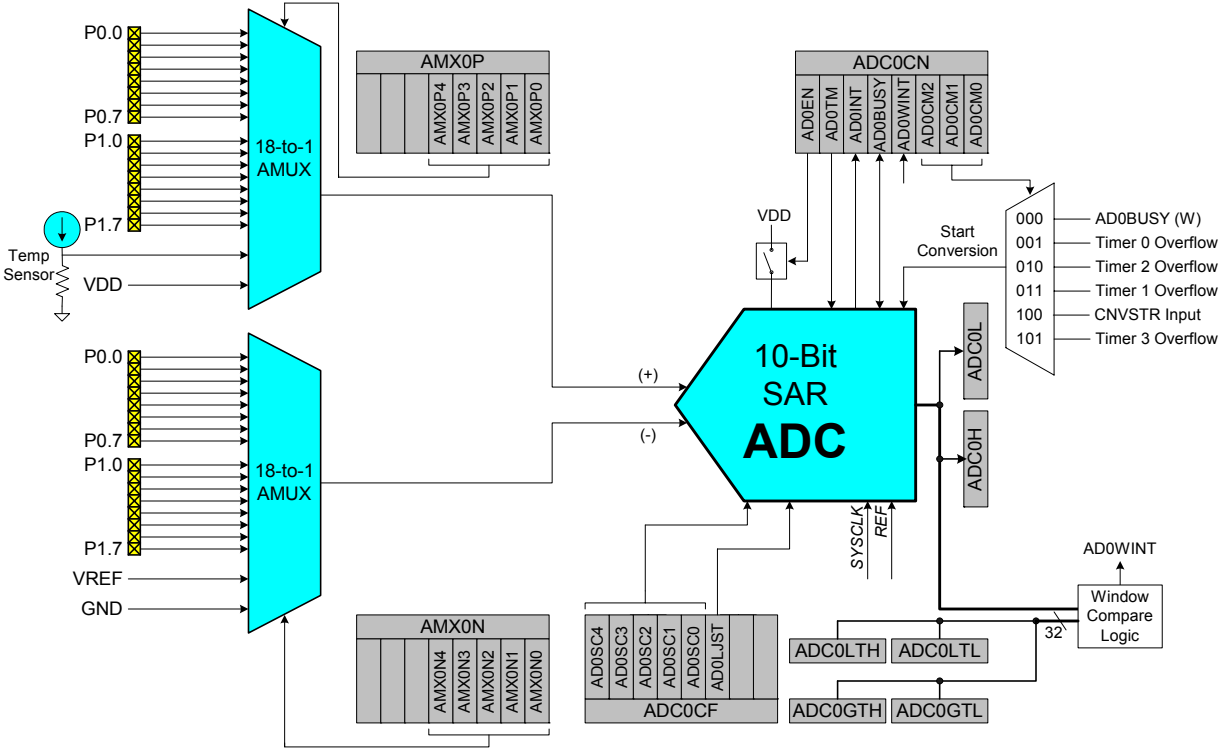 P0.0
P0.7
P1.0
P1.7
18-to-1
AMUX
Temp
Sensor
VDD
AMX0P
AMX0P4
AMX0P3
AMX0P2
AMX0P1
AMX0P0
ADC0CN
AD0EN
AD0TM
AD0INT
AD0BUSY
AD0WINT
AD0CM2
AD0CM1
AD0CM0
VDD
Start
Conversion
000
001
010
011
100
101
AD0BUSY (W)
Timer 0 Overflow
Timer 2 Overflow
Timer 1 Overflow
CNVSTR Input
Timer 3 Overflow
(+)
(-)
10-Bit
SAR
ADC
ADC0L
ADC0H
SYSCLK
REF
P0.0
P0.7
P1.0
P1.7
18-to-1
AMUX
VREF
GND
AMX0N
AMX0N4
AMX0N3
AMX0N2
AMX0N1
AMX0N0
AD0SC4
AD0SC3
AD0SC2
AD0SC1
AD0SC0
AD0LJST
ADC0CF
AD0WINT
Window
Compare
Logic
32
ADC0LTH
ADC0LTL
ADC0GTH
ADC0GTL